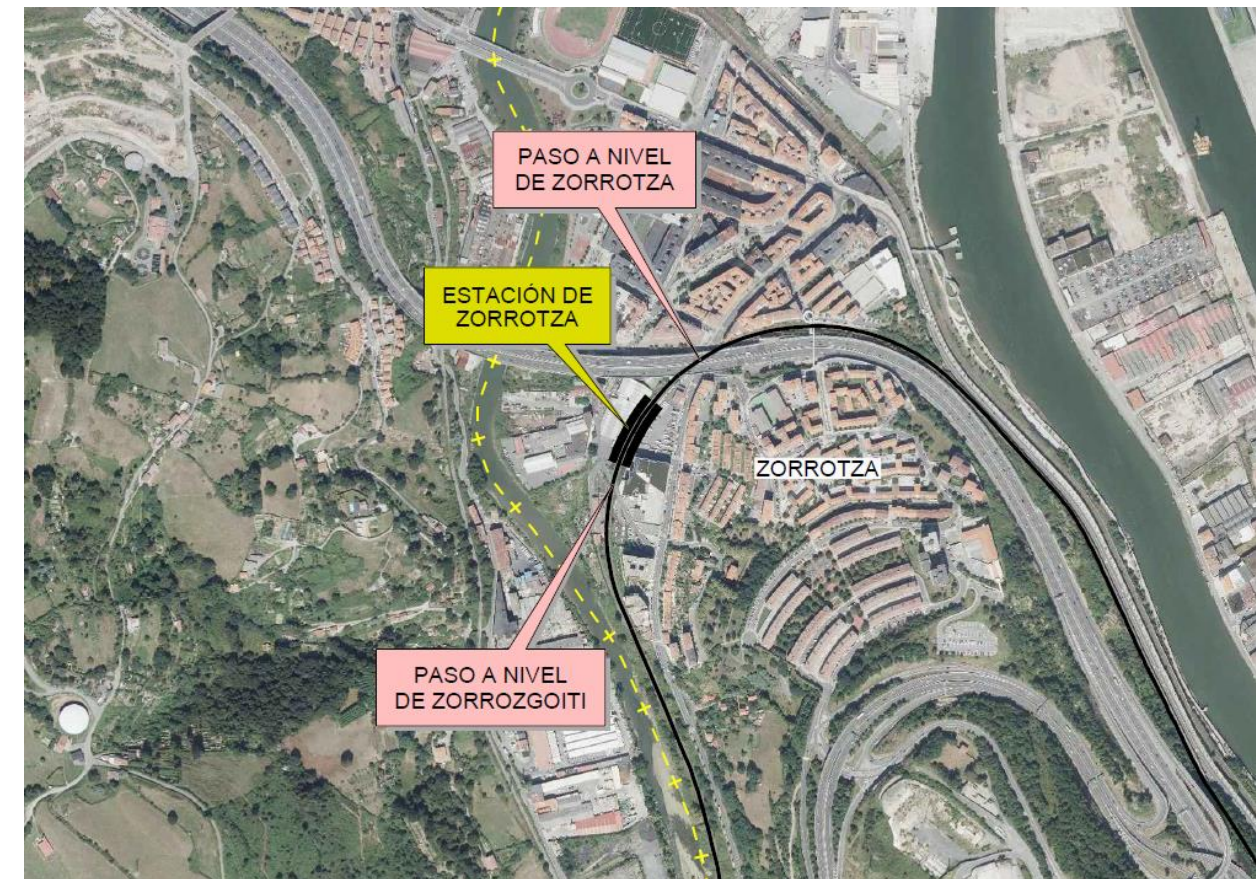 PASO A NIVEL
DE ZORROTZA
ESTACIÓN DE
ZORROTZA
ZORROTZA
PASO A NIVEL
DE ZORROZGOITI